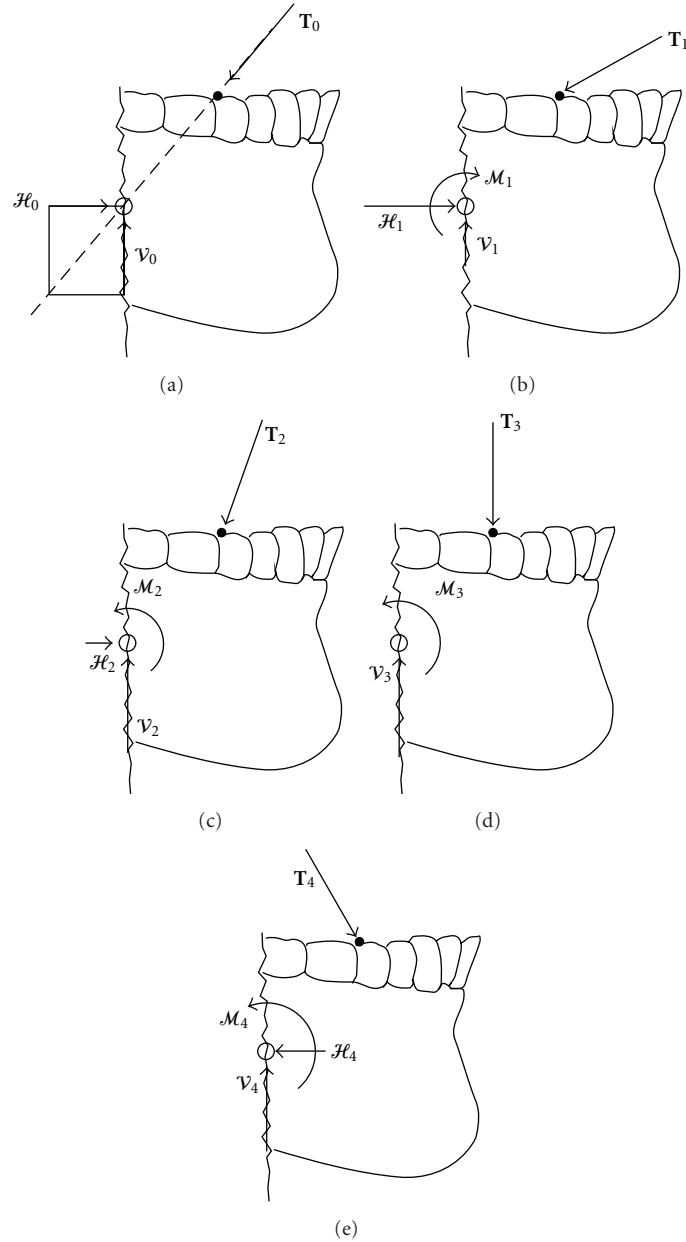 T₀
ℋ₀
𝒱₀
(a)
T₁
ℳ₁
ℋ₁
𝒱₁
(b)
T₂
ℳ₂
ℋ₂
𝒱₂
(c)
T₃
ℳ₃
𝒱₃
(d)
T₄
ℳ₄
ℋ₄
𝒱₄
(e)